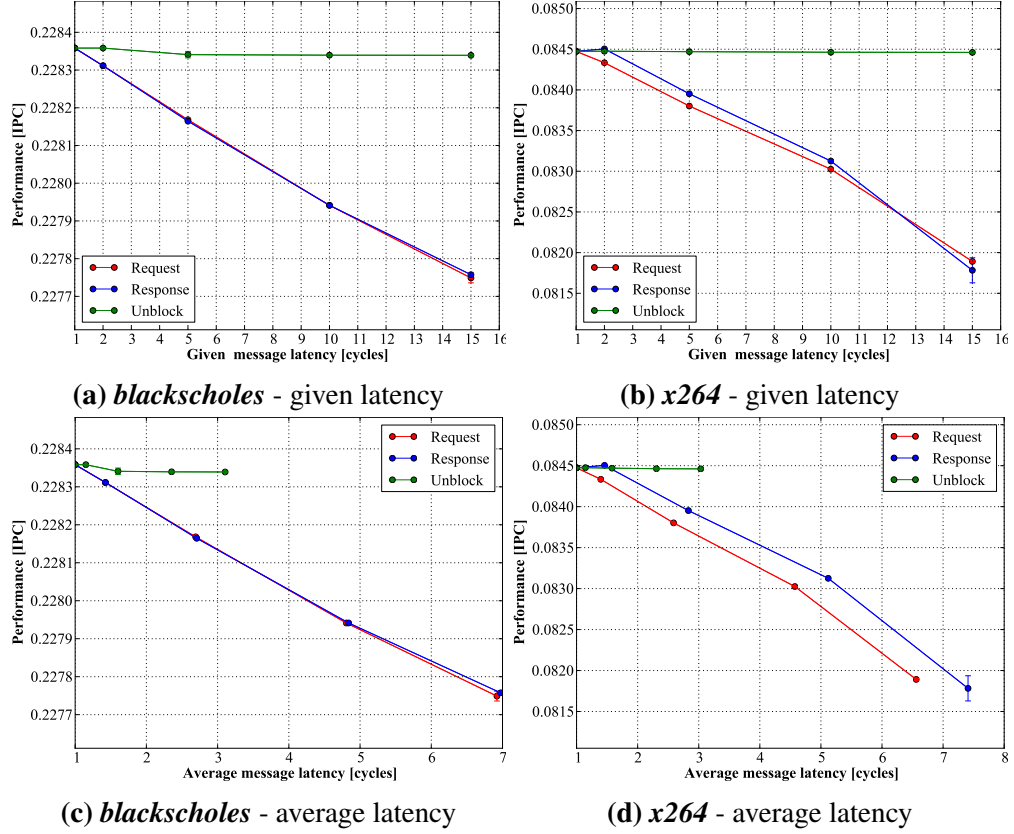 0.2284
0.2283
0.2282
0.2281
0.2280
0.2279
0.2278
0.2277
Performance [IPC]
Request
Response
Unblock
1 2 3 4 5 6 7 8 9 10 11 12 13 14 15 16
Given message latency [cycles]
(a) blackscholes - given latency
0.0850
0.0845
0.0840
0.0835
0.0830
0.0825
0.0820
0.0815
Performance [IPC]
Request
Response
Unblock
1 2 3 4 5 6 7 8 9 10 11 12 13 14 15 16
Given message latency [cycles]
(b) x264 - given latency
0.2284
0.2283
0.2282
0.2281
0.2280
0.2279
0.2278
0.2277
Performance [IPC]
Request
Response
Unblock
1 2 3 4 5 6 7
Average message latency [cycles]
(c) blackscholes - average latency
0.0850
0.0845
0.0840
0.0835
0.0830
0.0825
0.0820
0.0815
Performance [IPC]
Request
Response
Unblock
1 2 3 4 5 6 7 8
Average message latency [cycles]
(d) x264 - average latency